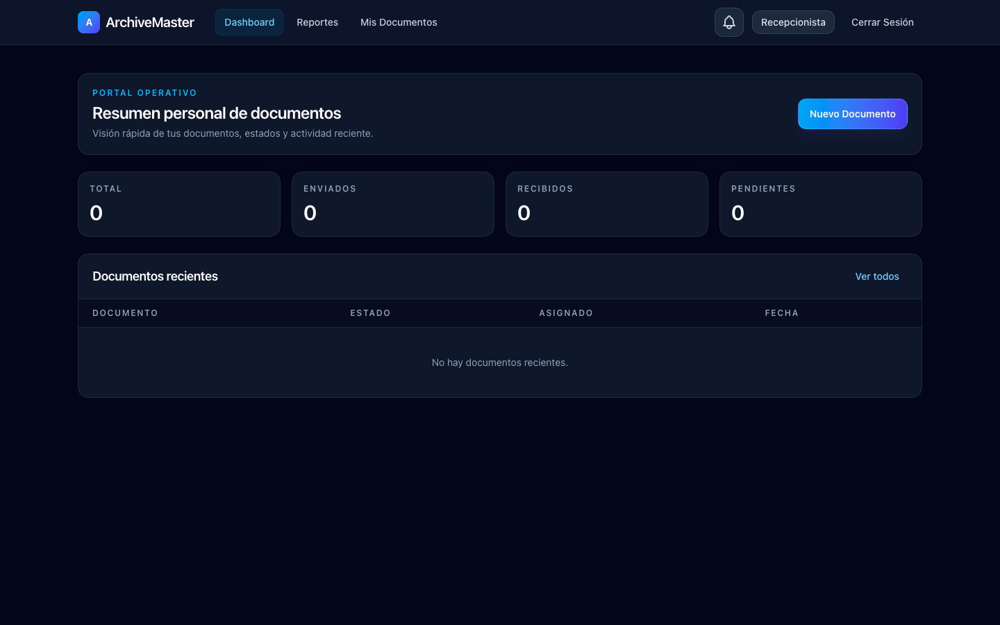 A ArchiveMaster Dashboard Reportes Mis Documentos Recepcionista Cerrar Sesión
PORTAL OPERATIVO
Resumen personal de documentos
Visión rápida de tus documentos, estados y actividad reciente.
Nuevo Documento
TOTAL
0
ENVIADOS
0
RECIBIDOS
0
PENDIENTES
0
Documentos recientes
Ver todos
DOCUMENTO ESTADO ASIGNADO FECHA
No hay documentos recientes.